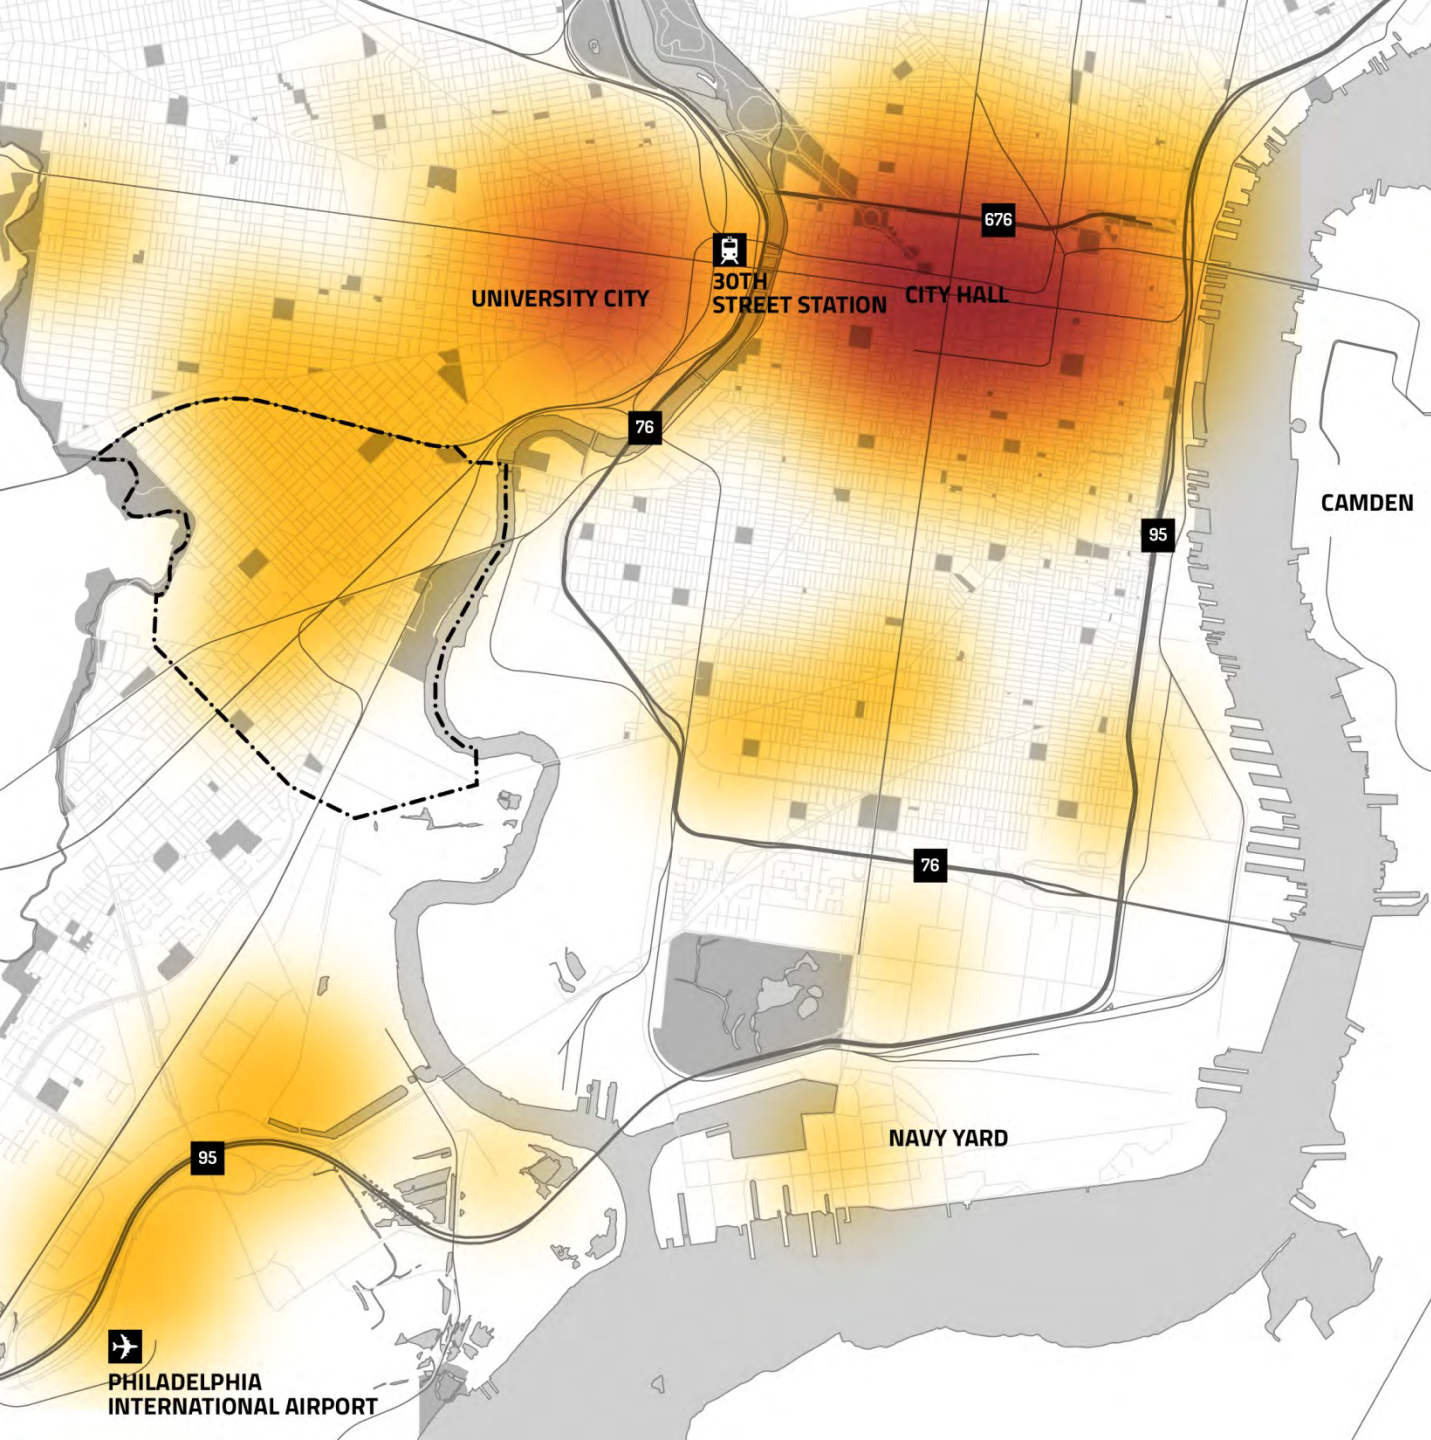 676
30TH
STREET STATION
UNIVERSITY CITY
CITY HALL
76
CAMDEN
95
76
NAVY YARD
95
PHILADELPHIA
INTERNATIONAL AIRPORT